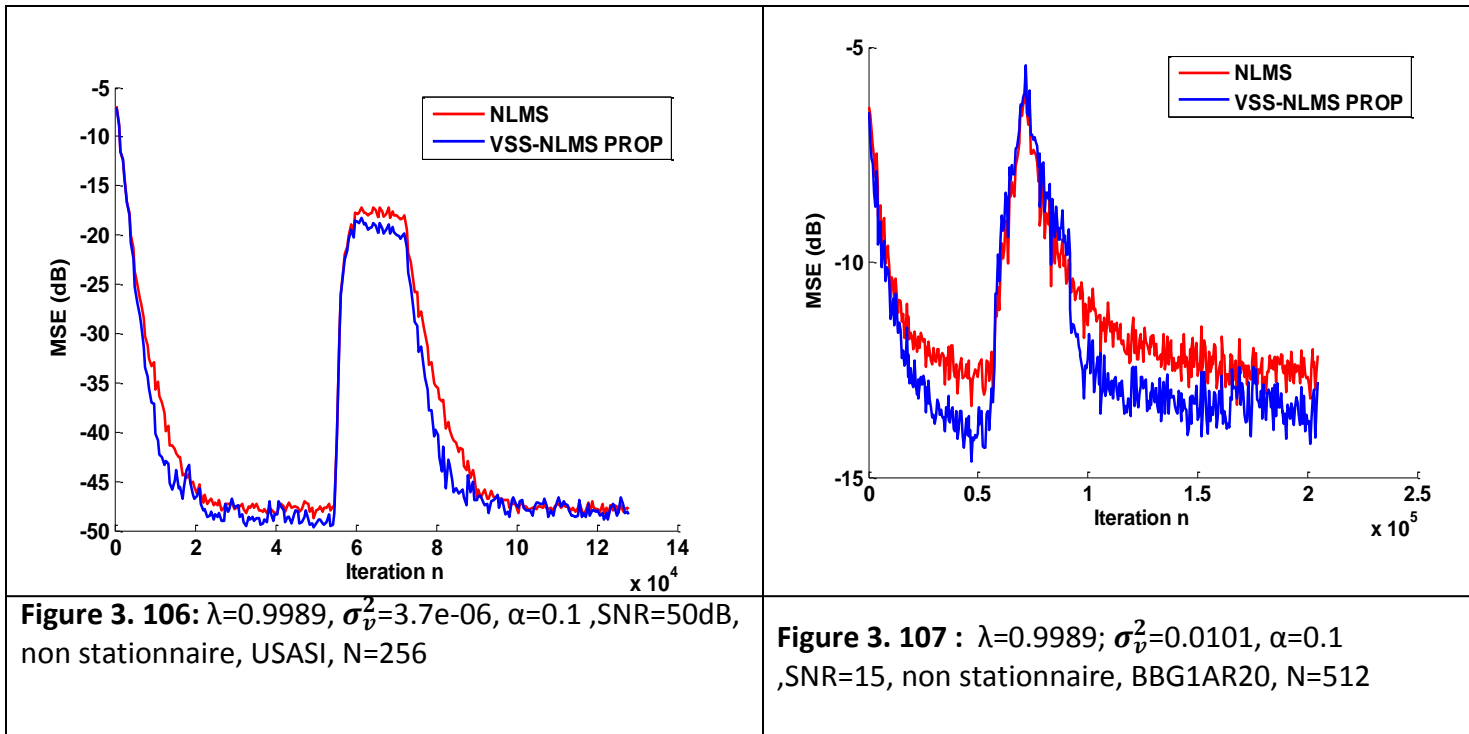 NLMS
VSS-NLMS PROP
-5
-10
-15
-20
-25
-30
-35
-40
-45
-50
MSE (dB)
0 2 4 6 8 10 12 14
Iteration n
x 10^4
Figure 3. 106: λ=0.9989, σ_v^2=3.7e-06, α=0.1 ,SNR=50dB,
non stationnaire, USASI, N=256
NLMS
VSS-NLMS PROP
-5
-10
-15
MSE (dB)
0 0.5 1 1.5 2 2.5
Iteration n
x 10^5
Figure 3. 107 : λ=0.9989; σ_v^2=0.0101, α=0.1
,SNR=15, non stationnaire, BBG1AR20, N=512